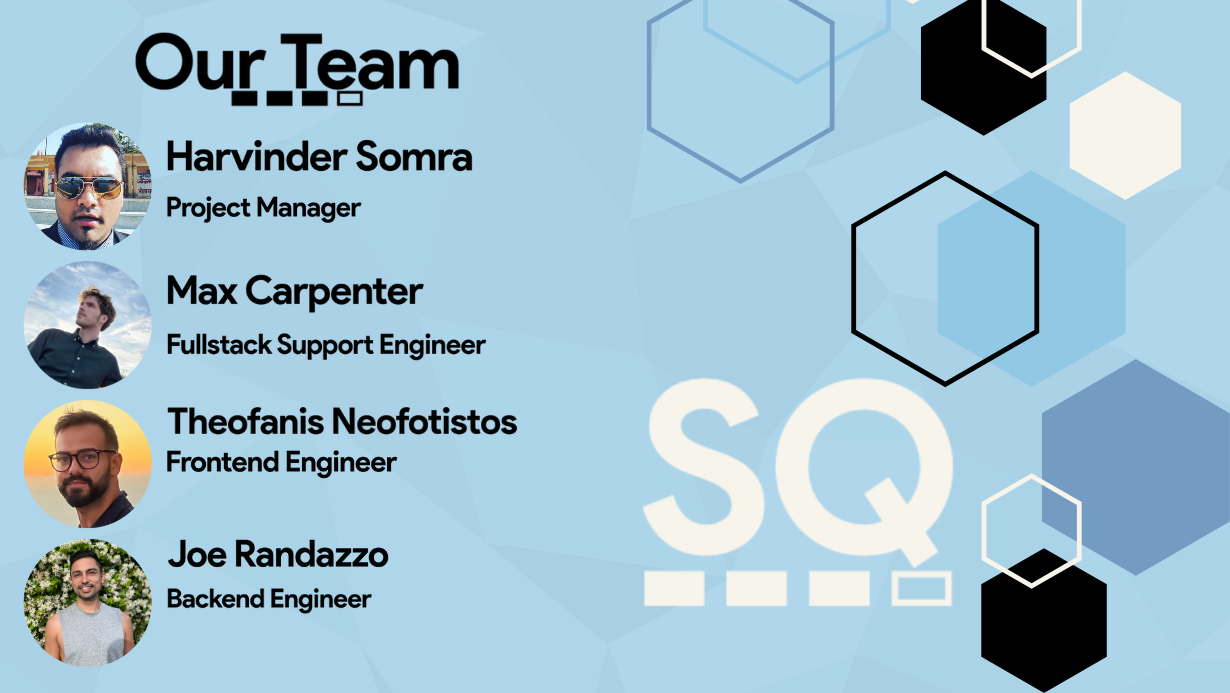 Our Team
Harvinder Somra
Project Manager
Max Carpenter
Fullstack Support Engineer
Theofanis Neofotistos
Frontend Engineer
Joe Randazzo
Backend Engineer
SQ